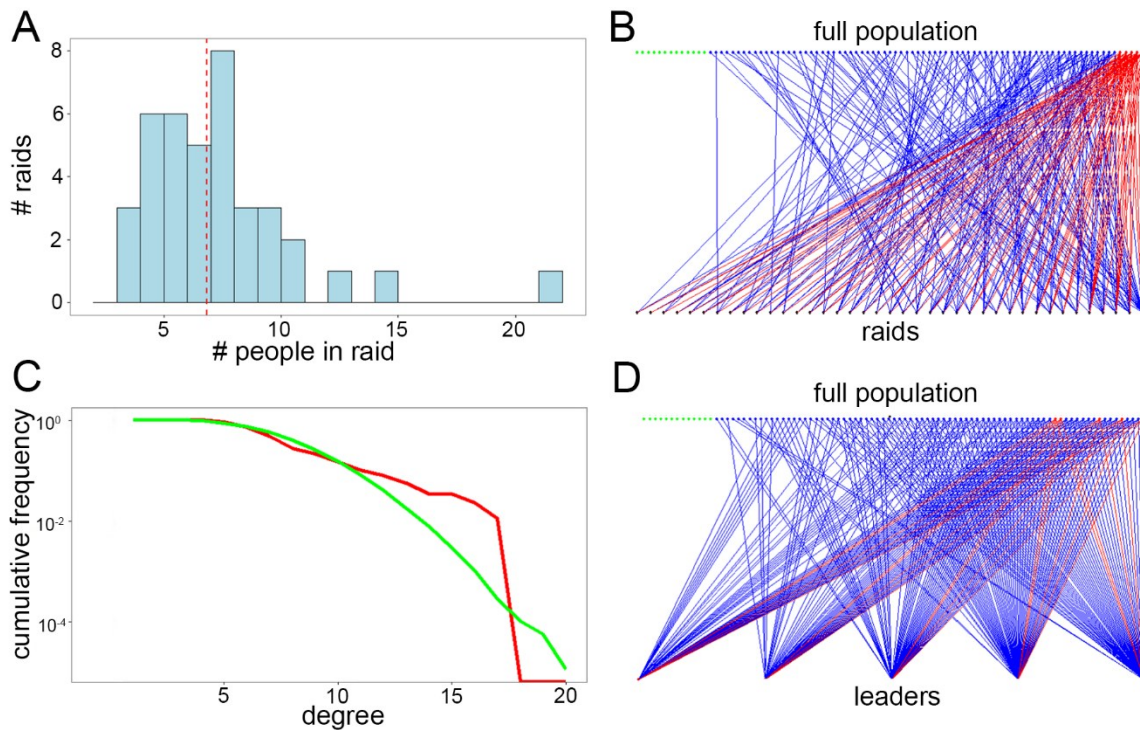 A
# raids
8
6
4
2
0
5
10
15
20
# people in raid
B
full population
raids
C
cumulative frequency
10^0
10^-2
10^-4
5
10
15
20
degree
D
full population
leaders